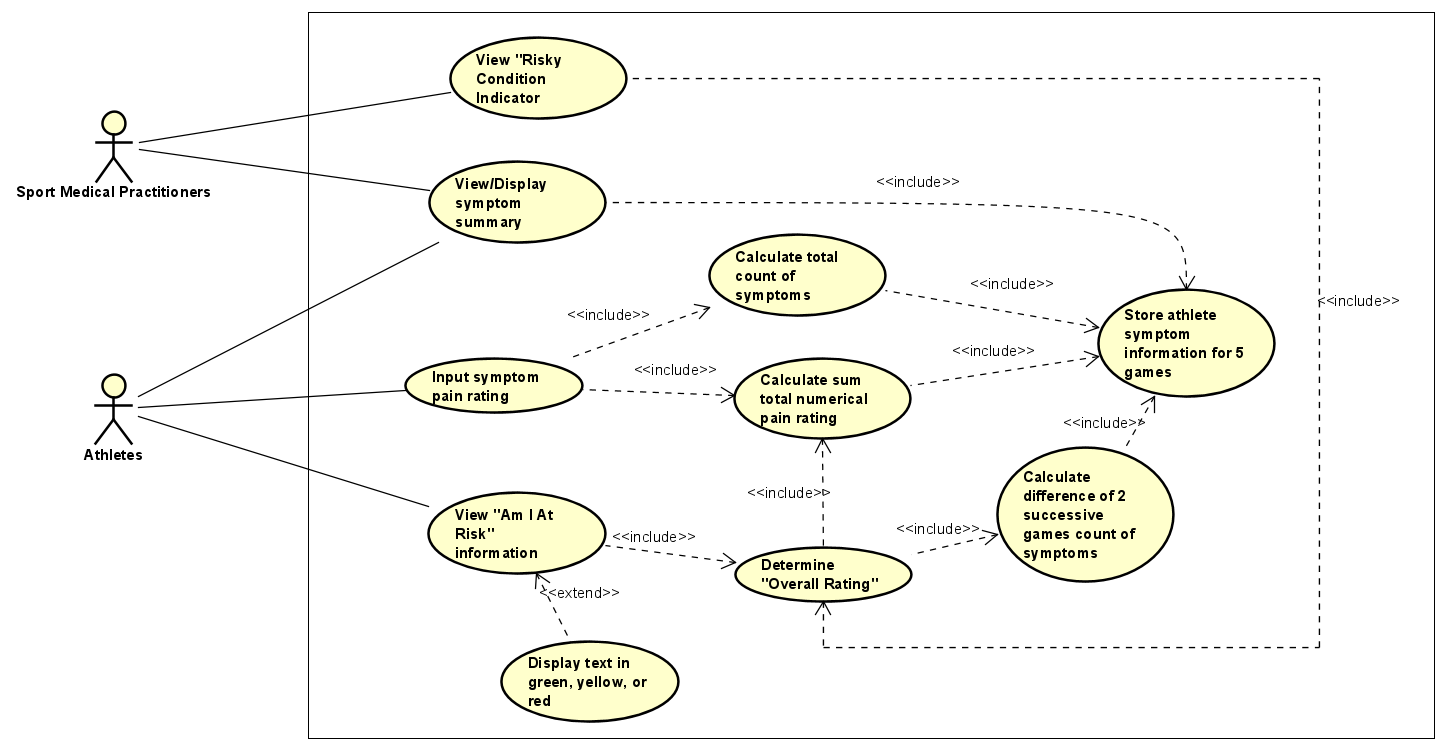 View "Risky
Condition
Indicator
Sport Medical Practitioners
View/Display
symptom
summary
<<include>>
Calculate total
count of
symptoms
<<include>>
<<include>>
<<include>>
Store athlete
symptom
information for 5
games
<<include>>
Input symptom
pain rating
<<include>>
Calculate sum
total numerical
pain rating
Athletes
<<include>>
Calculate
difference of 2
successive
games count of
symptoms
<<include>>
View "Am I At
Risk"
information
<<include>>
<<include>>
Determine
"Overall Rating"
<<extend>>
Display text in
green, yellow, or
red